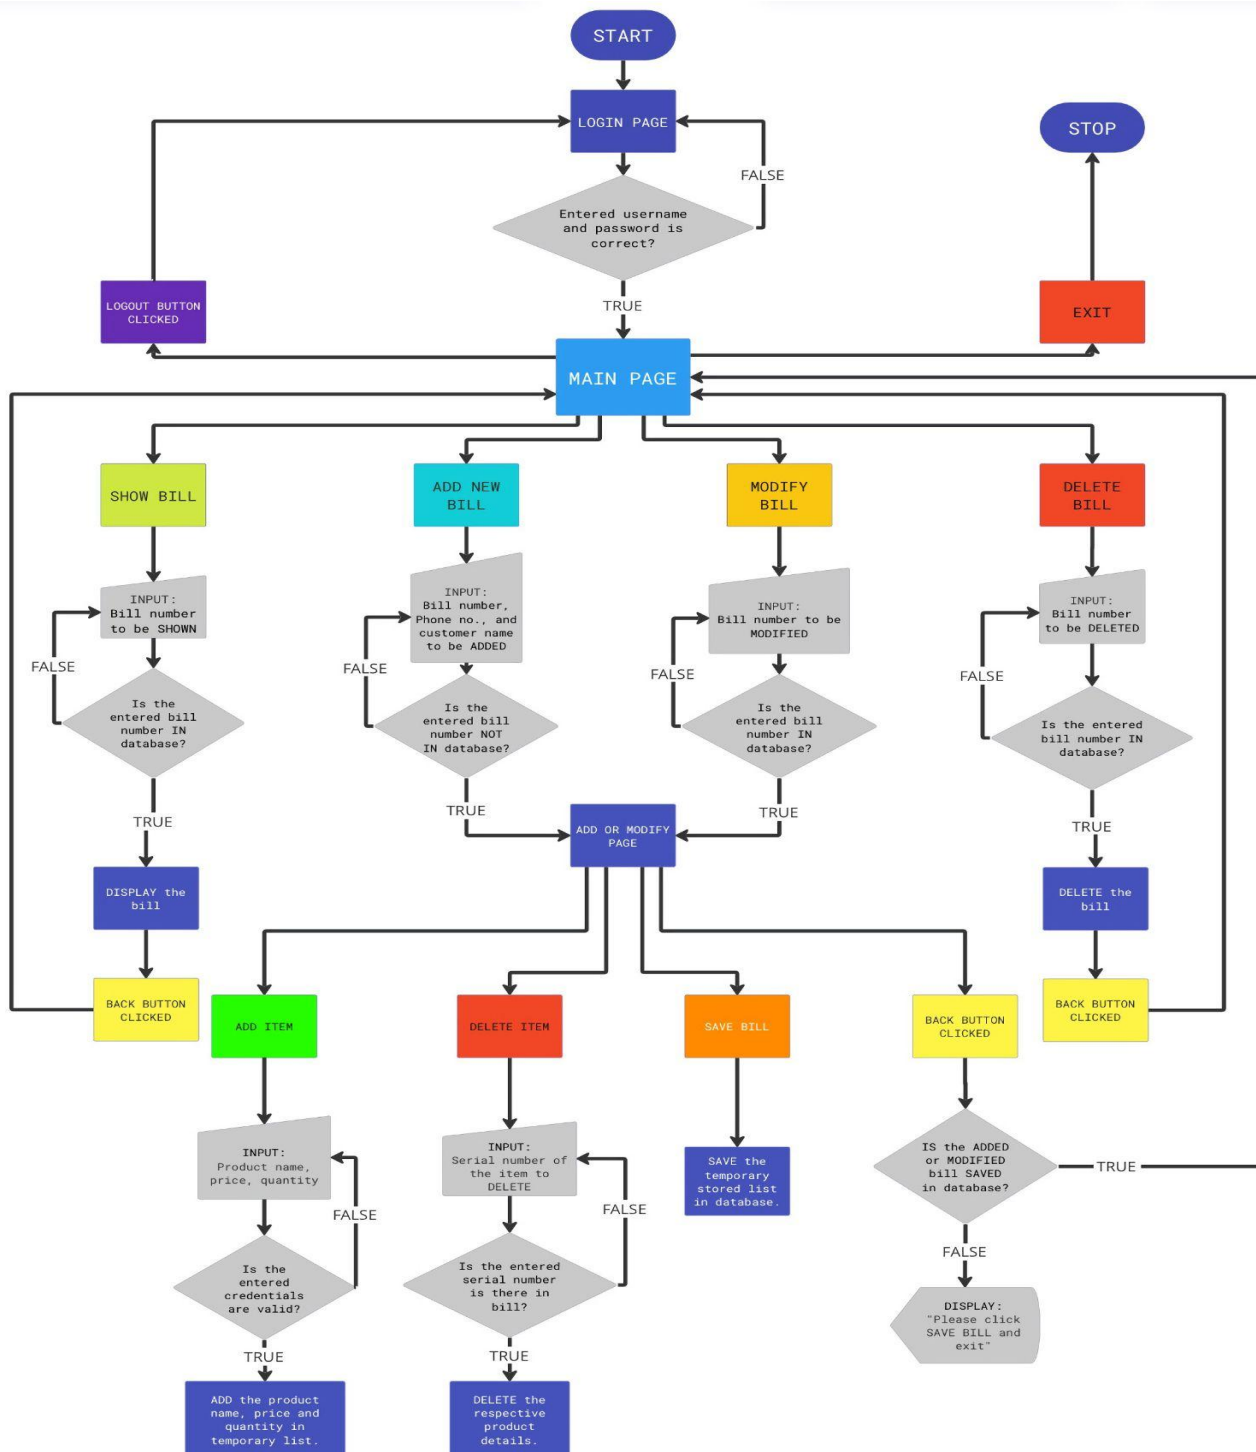 START
LOGIN PAGE
STOP
FALSE
Entered username
and password is
correct?
LOGOUT BUTTON
CLICKED
TRUE
EXIT
MAIN PAGE
SHOW BILL
ADD NEW
BILL
MODIFY
BILL
DELETE
BILL
INPUT:
Bill number
to be SHOWN
INPUT:
Bill number,
Phone no., and
customer name
to be ADDED
INPUT:
Bill number to be
MODIFIED
INPUT:
Bill number
to be DELETED
FALSE
FALSE
FALSE
FALSE
Is the
entered bill
number IN
database?
Is the
entered bill
number NOT
IN database?
Is the
entered bill
number IN
database?
Is the entered
bill number IN
database?
TRUE
TRUE
TRUE
TRUE
ADD OR MODIFY
PAGE
DISPLAY the
bill
DELETE the
bill
BACK BUTTON
CLICKED
ADD ITEM
DELETE ITEM
SAVE BILL
BACK BUTTON
CLICKED
BACK BUTTON
CLICKED
INPUT:
Product name,
price, quantity
INPUT:
Serial number of
the item to
DELETE
SAVE the
temporary
stored list
in database.
IS the ADDED
or MODIFIED
bill SAVED
in database?
TRUE
FALSE
FALSE
FALSE
Is the
entered
credentials
are valid?
Is the entered
serial number
is there in
bill?
DISPLAY:
"Please click
SAVE BILL and
exit"
TRUE
TRUE
ADD the product
name, price and
quantity in
temporary list.
DELETE the
respective
product
details.